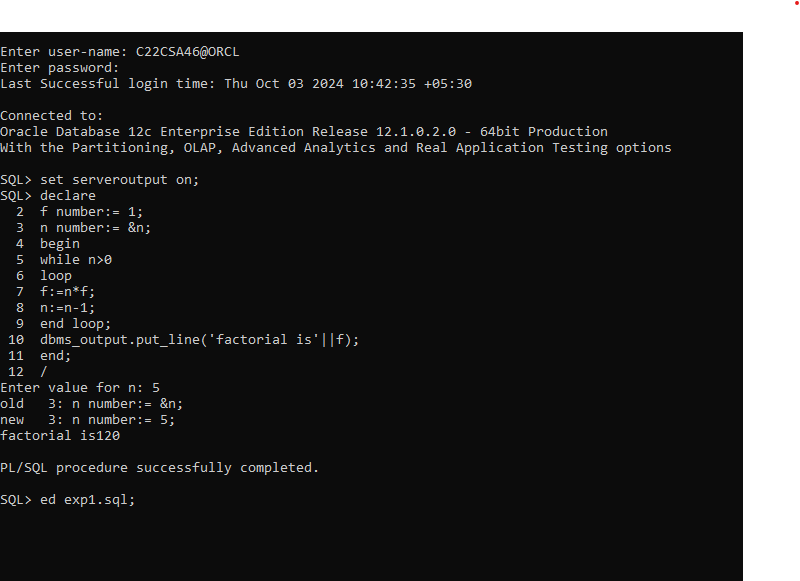 Enter user-name: C22CSA46@ORCL
Enter password:
Last Successful login time: Thu Oct 03 2024 10:42:35 +05:30
Connected to:
Oracle Database 12c Enterprise Edition Release 12.1.0.2.0 - 64bit Production
With the Partitioning, OLAP, Advanced Analytics and Real Application Testing options
SQL> set serveroutput on;
SQL> declare
2 f number:= 1;
3 n number:= &n;
4 begin
5 while n>0
6 loop
7 f:=n*f;
8 n:=n-1;
9 end loop;
10 dbms_output.put_line('factorial is'||f);
11 end;
12 /
Enter value for n: 5
old 3: n number:= &n;
new 3: n number:= 5;
factorial is120
PL/SQL procedure successfully completed.
SQL> ed exp1.sql;